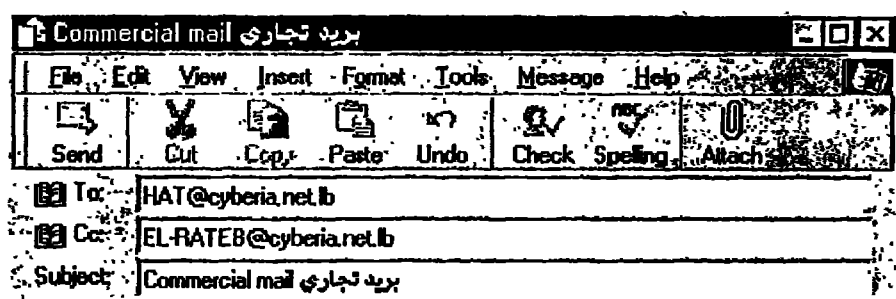 Commercial mail بريد تجاري
File Edit View Insert Format Tools Message Help
Send Cut Copy Paste Undo Check Spelling Attach
To: HAT@cyberia.net.lb
Cc: EL-RATEB@cyberia.net.lb
Subject: Commercial mail بريد تجاري